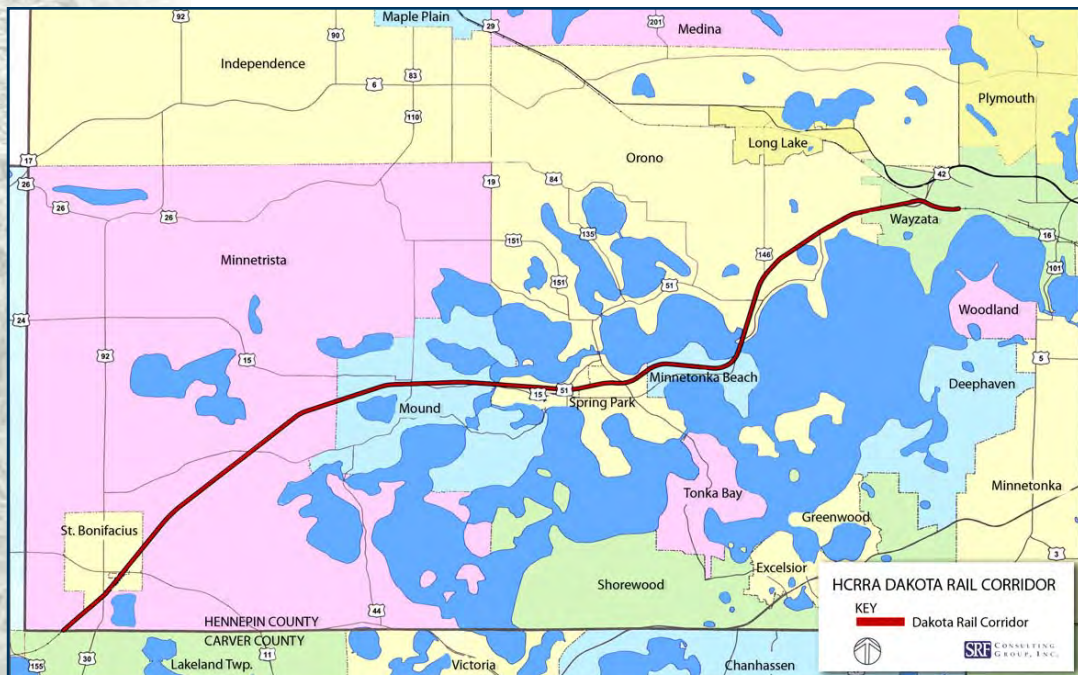 92
Maple Plain
29
201
Medina
90
Independence
83
6
Plymouth
110
Long Lake
Orono
17
42
26
19
84
26
26
Wayzata
135
16
151
146
Minnetrista
101
151
51
Woodland
24
92
15
5
Minnetonka Beach
Deephaven
51
15
Spring Park
Mound
Tonka Bay
Minnetonka
Greenwood
St. Bonifacius
3
Excelsior
Shorewood
HCRRA DAKOTA RAIL CORRIDOR
KEY
Dakota Rail Corridor
44
HENNEPIN COUNTY
CARVER COUNTY
SRF CONSULTING
GROUP, INC.
155
30
Lakeland Twp.
11
Victoria
Chanhassen